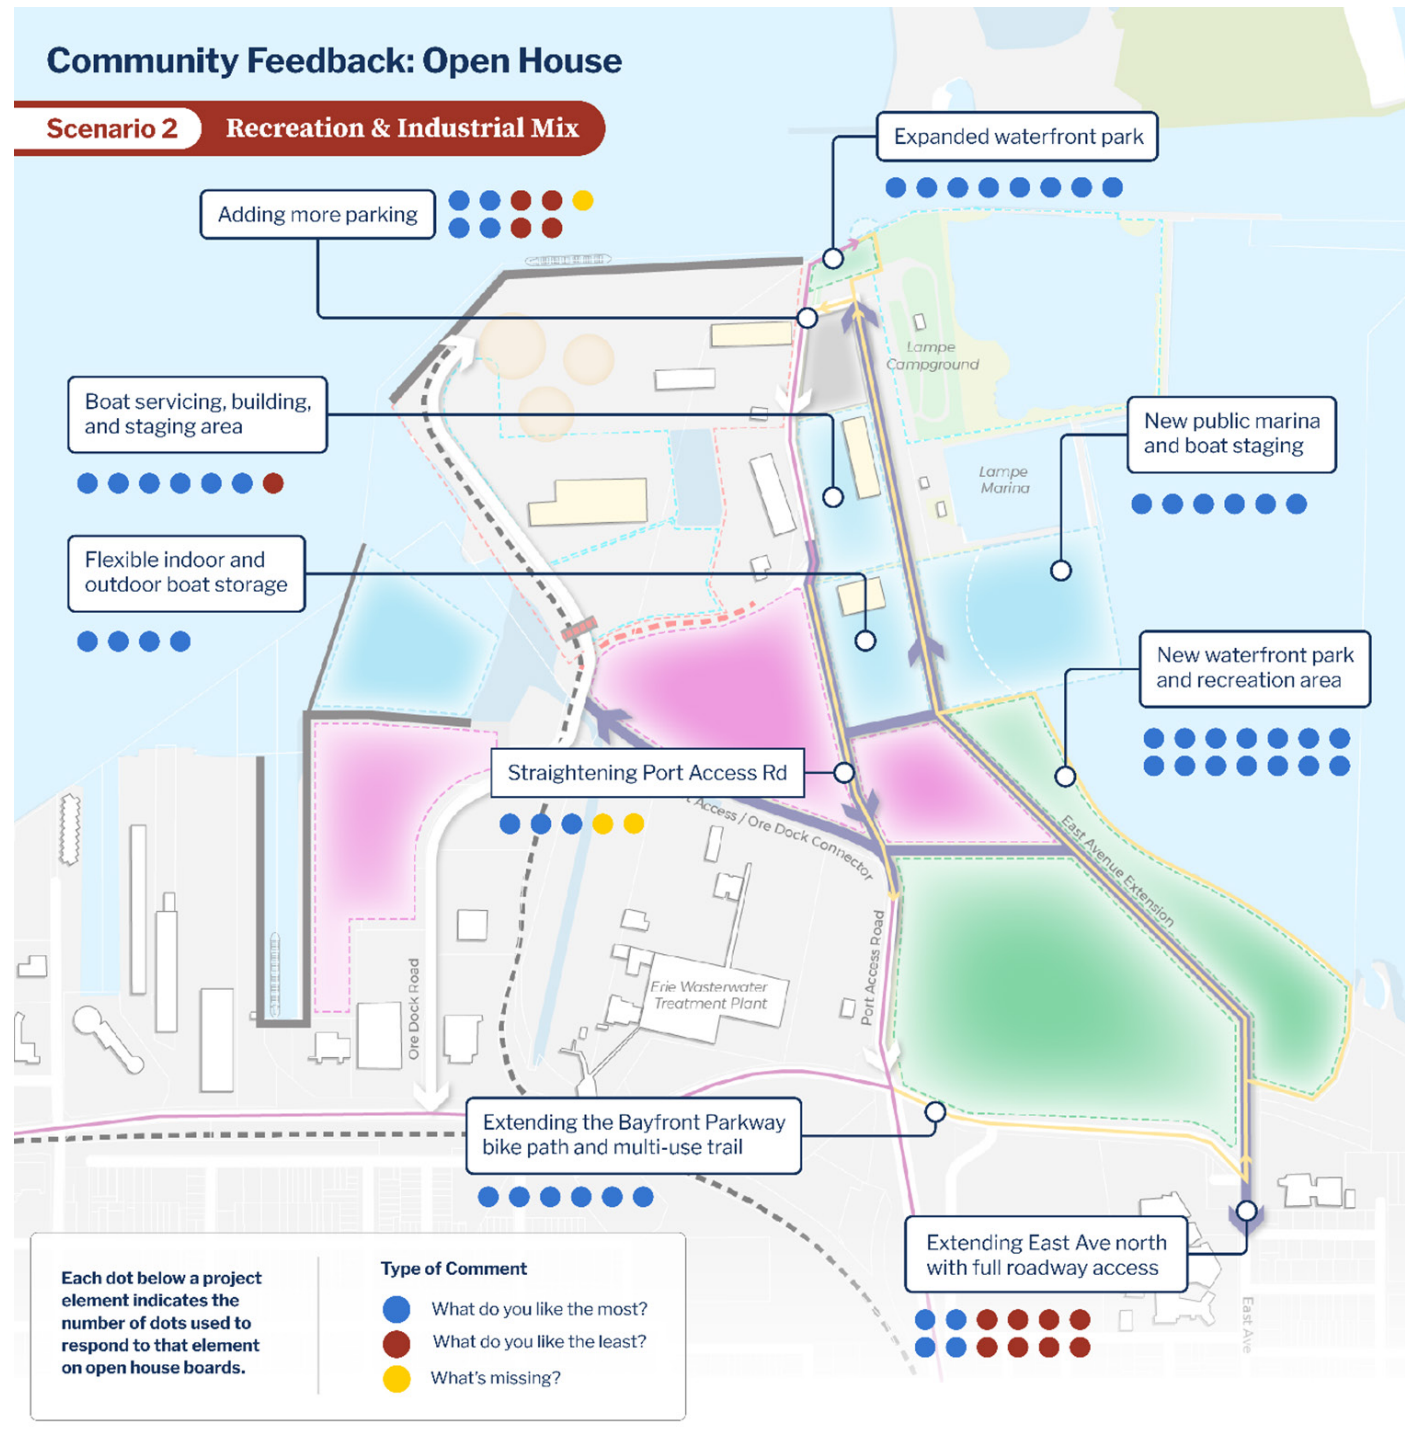 Community Feedback: Open House
Scenario 2
Recreation & Industrial Mix
Expanded waterfront park
Adding more parking
Lampe
Campground
Boat servicing, building,
and staging area
New public marina
and boat staging
Lampe
Marina
Flexible indoor and
outdoor boat storage
New waterfront park
and recreation area
Straightening Port Access Rd
Access / Ore Dock Connector
East Avenue Extension
Port Access Road
Ore Dock Road
Erie Wasterwater
Treatment Plant
Extending the Bayfront Parkway
bike path and multi-use trail
Extending East Ave north
with full roadway access
East Ave
Each dot below a project
element indicates the
number of dots used to
respond to that element
on open house boards.
Type of Comment
What do you like the most?
What do you like the least?
What's missing?